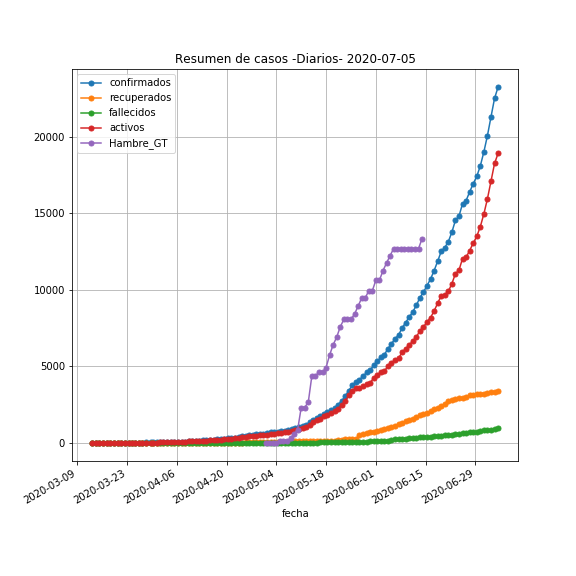 Resumen de casos -Diarios- 2020-07-05
confirmados
recuperados
fallecidos
activos
Hambre_GT
20000
15000
10000
5000
0
2020-03-09
2020-03-23
2020-04-06
2020-04-20
2020-05-04
2020-05-18
2020-06-01
2020-06-15
2020-06-29
fecha